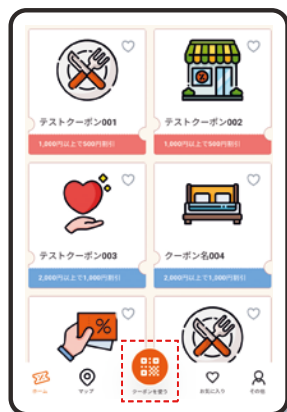 テストクーポン001
テストクーポン002
1,000円以上で500円割引
1,000円以上で500円割引
テストクーポン003
クーポン名004
2,000円以上で1,000円割引
2,000円以上で1,000円割引
%
ホーム
マップ
クーポンを使う
お気に入り
その他